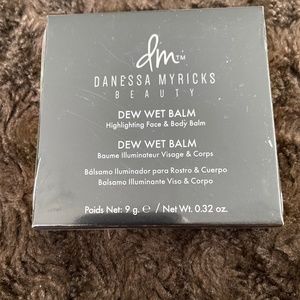 dm™
DANESSA MYRICKS
BEAUTY
DEW WET BALM
Highlighting Face & Body Balm
DEW WET BALM
Baume Illuminateur Visage & Corps
Bálsamo Iluminador para Rostro & Cuerpo
Balsamo Illuminante Viso & Corpo
Poids Net: 9 g. ℮ / Net Wt. 0.32 oz.